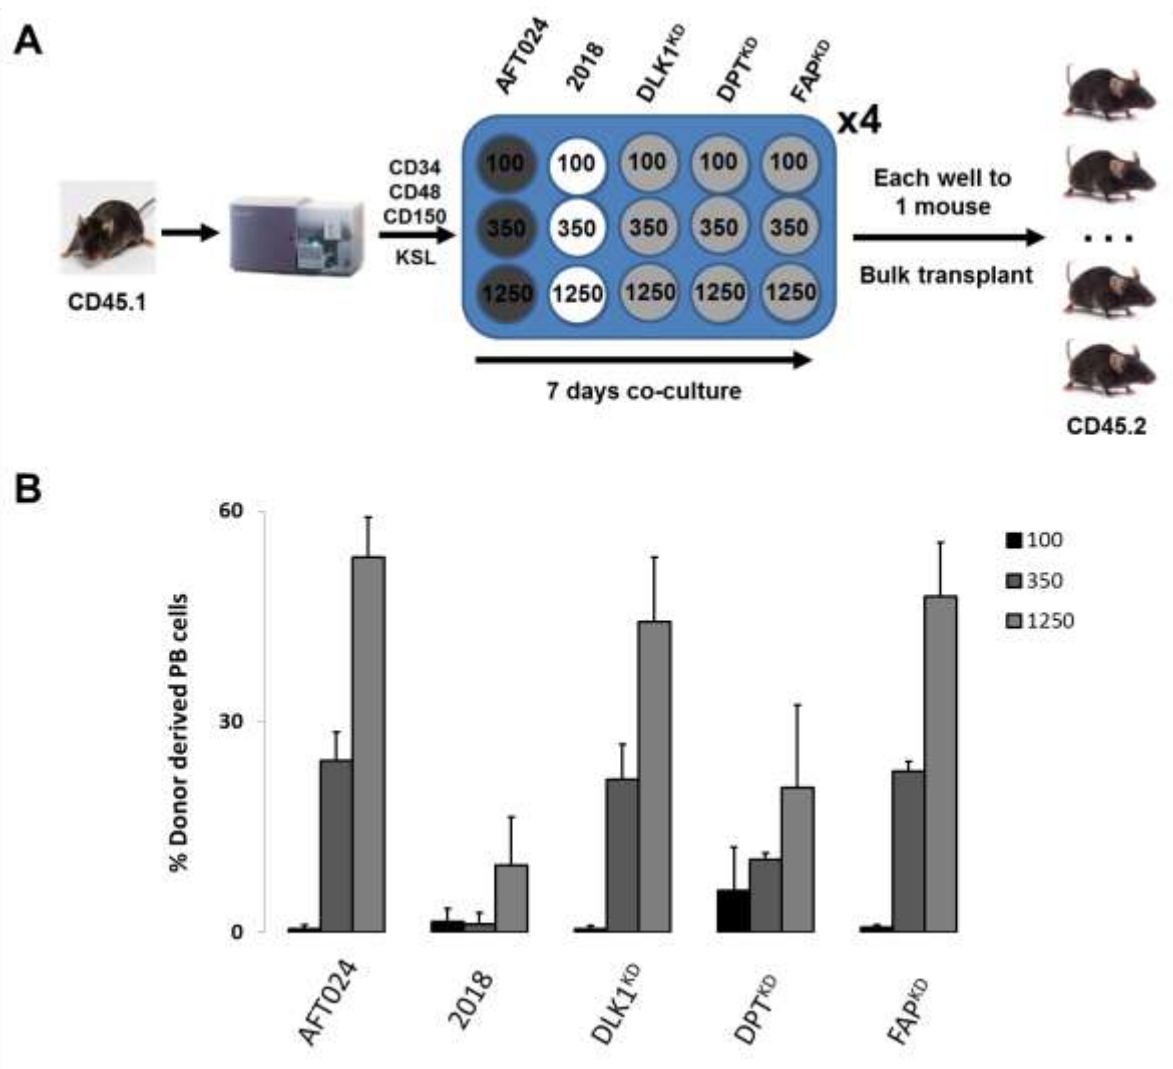 A
AFT024
2018
DLK1KD
DPTKD
FAPKD
x4
CD34
CD48
CD150
KSL
100 100 100 100 100
350 350 350 350 350
1250 1250 1250 1250 1250
Each well to
1 mouse
Bulk transplant
. . .
CD45.1
7 days co-culture
CD45.2
B
% Donor derived PB cells
60
30
0
100
350
1250
AFT024
2018
DLK1KD
DPTKD
FAPKD